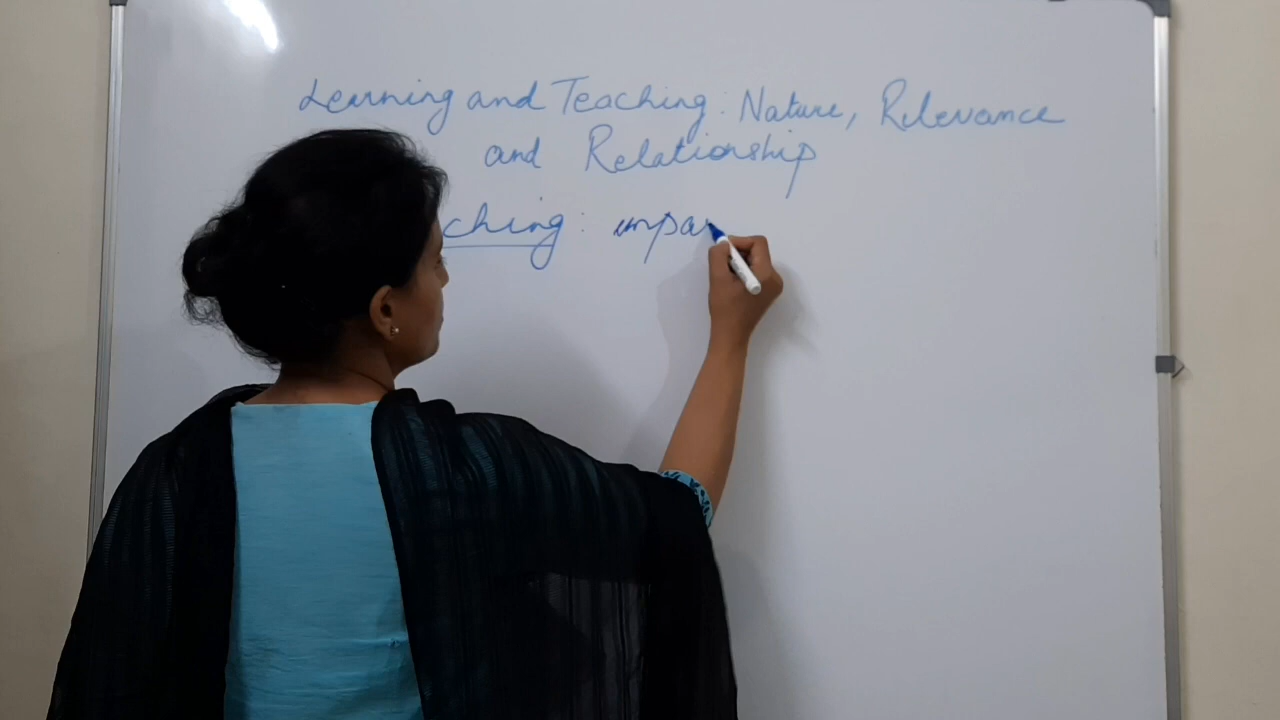 Learning and Teaching: Nature, Relevance
and Relationship
ching: impa